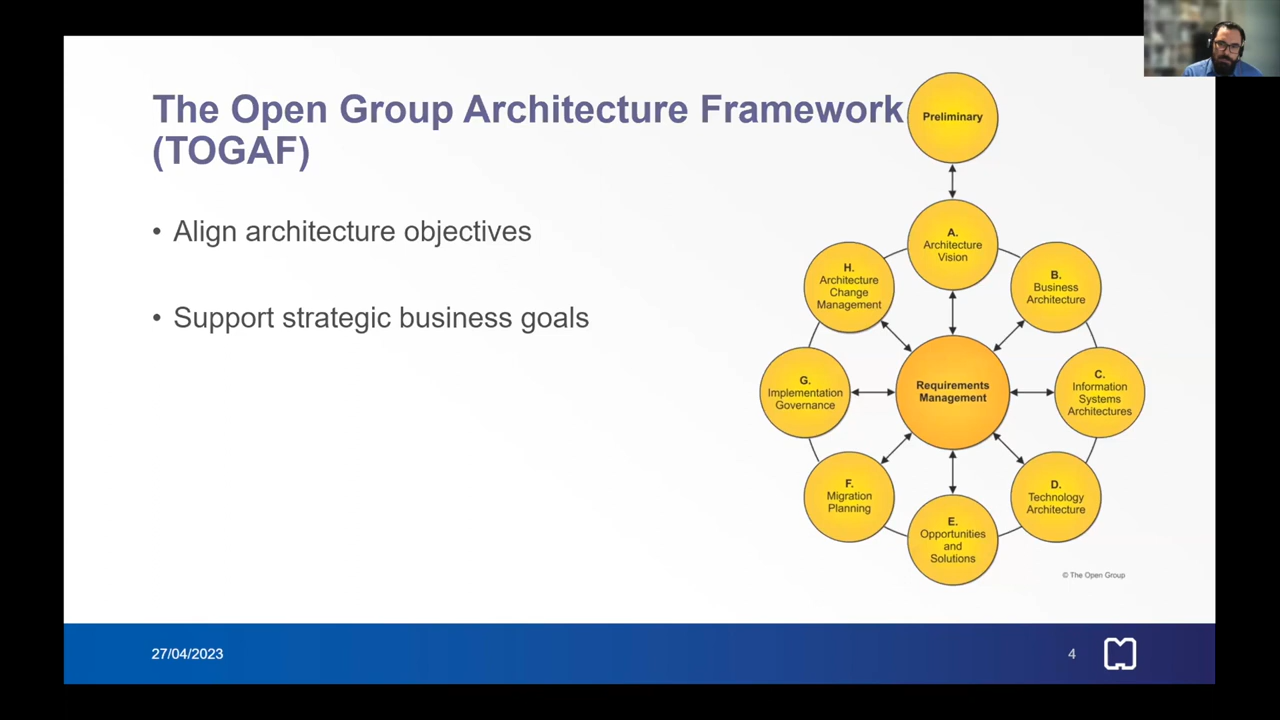 The Open Group Architecture Framework
(TOGAF)
• Align architecture objectives
• Support strategic business goals
Preliminary
A.
Architecture
Vision
B.
Business
Architecture
C.
Information
Systems
Architectures
D.
Technology
Architecture
E.
Opportunities
and
Solutions
F.
Migration
Planning
G.
Implementation
Governance
H.
Architecture
Change
Management
Requirements
Management
© The Open Group
27/04/2023
4